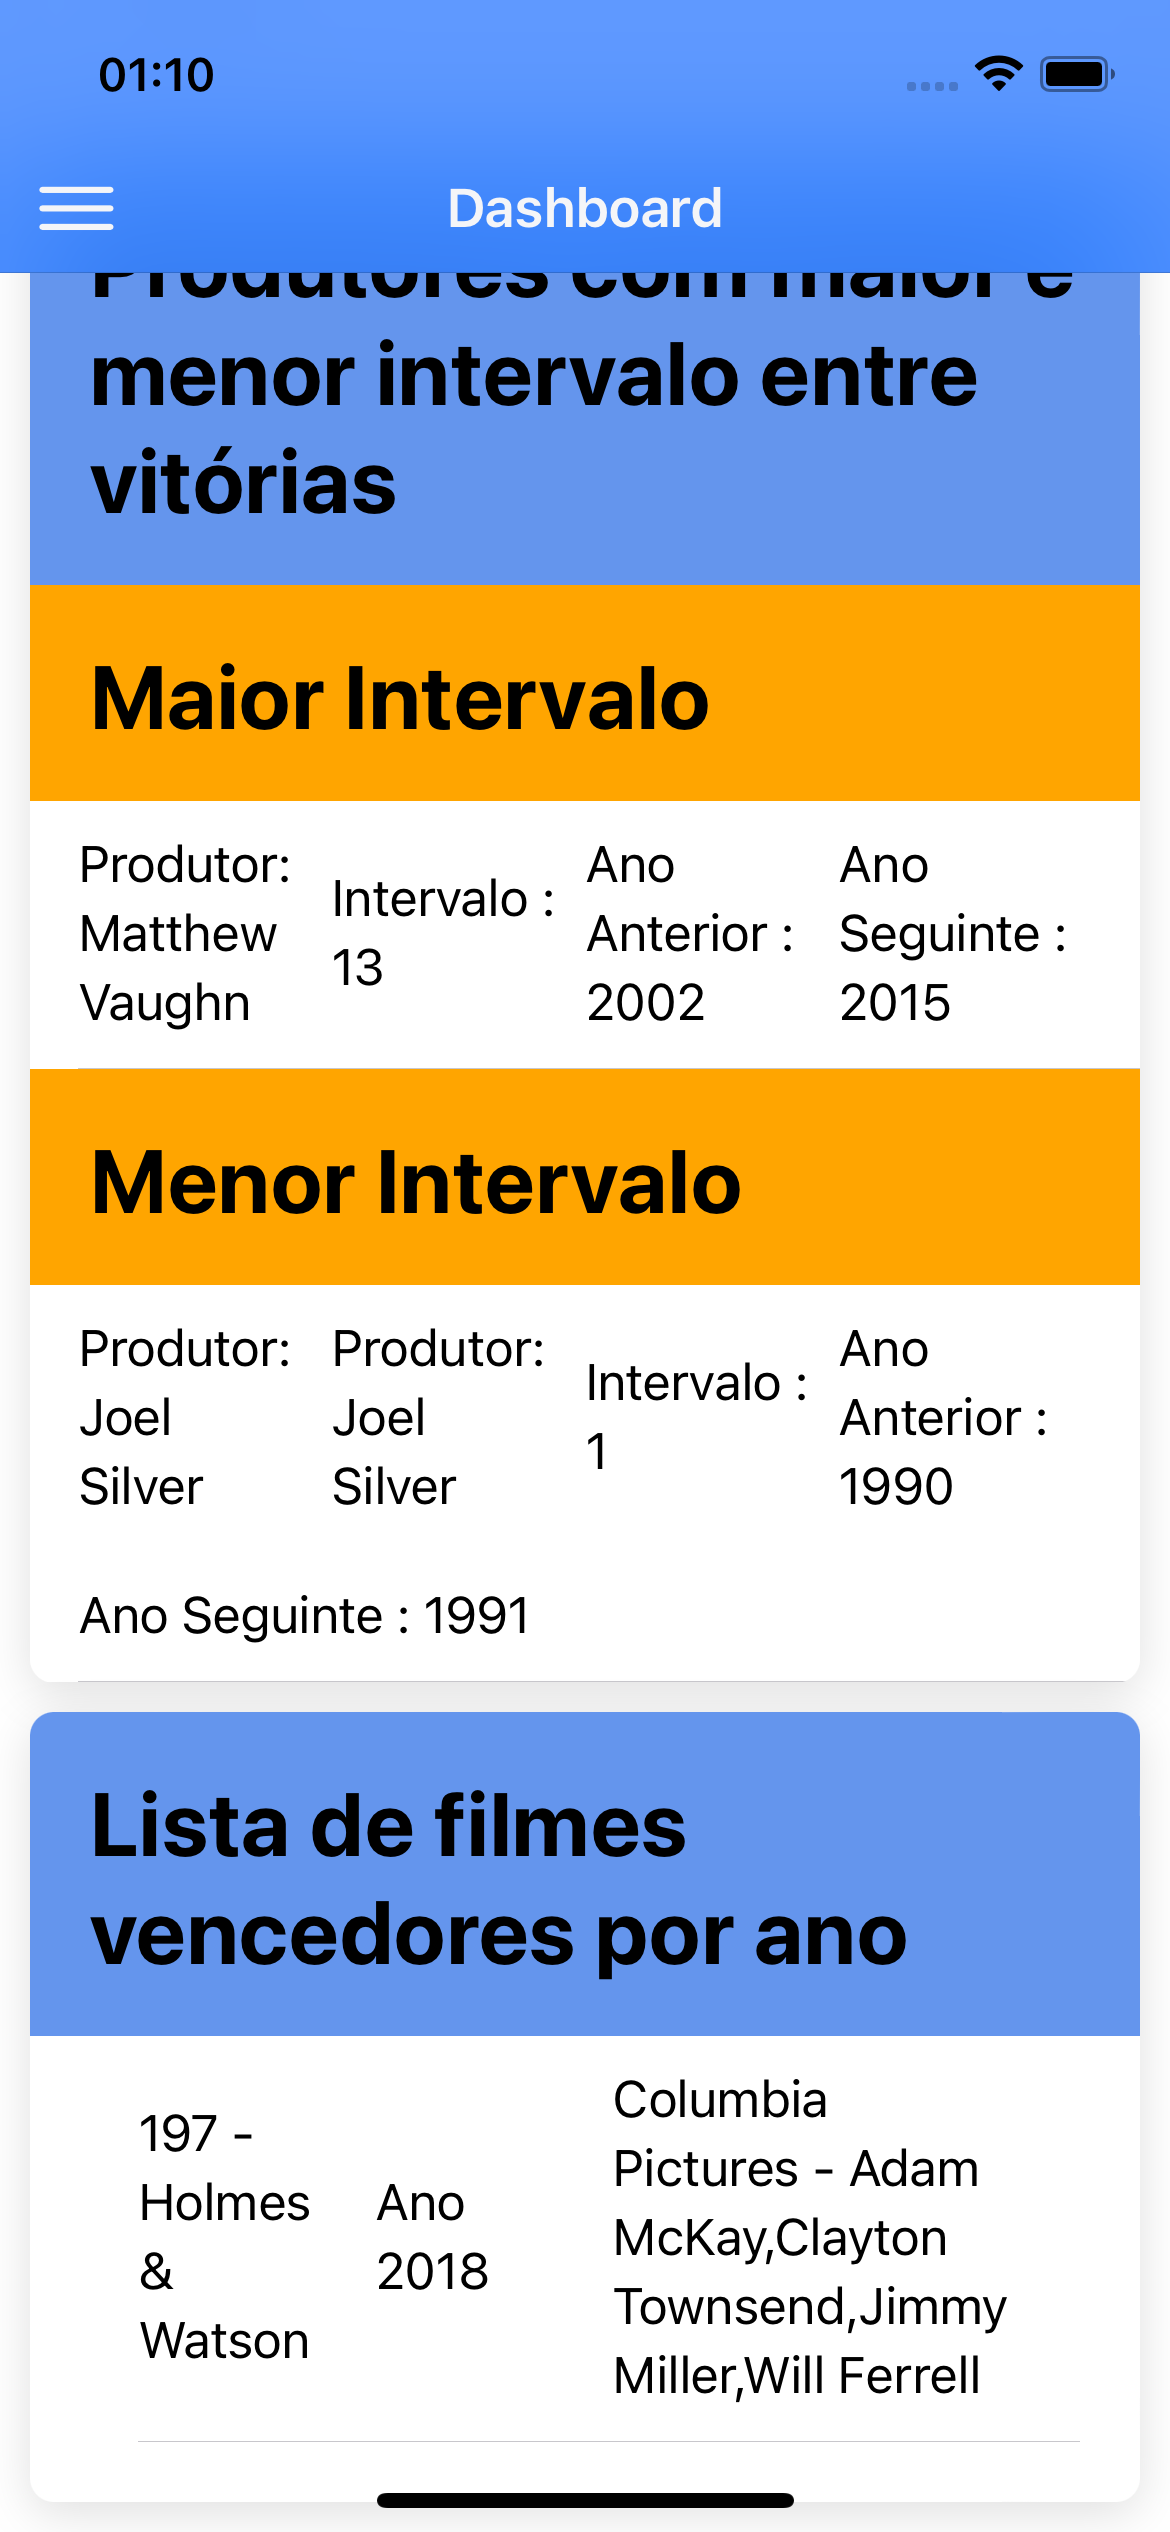 01:10
Dashboard
Produtores com maior e
menor intervalo entre
vitórias
Maior Intervalo
Produtor:
Matthew
Vaughn
Intervalo :
13
Ano
Anterior :
2002
Ano
Seguinte :
2015
Menor Intervalo
Produtor:
Joel
Silver
Produtor:
Joel
Silver
Intervalo :
1
Ano
Anterior :
1990
Ano Seguinte : 1991
Lista de filmes
vencedores por ano
197 -
Holmes
&
Watson
Ano
2018
Columbia
Pictures - Adam
McKay,Clayton
Townsend,Jimmy
Miller,Will Ferrell